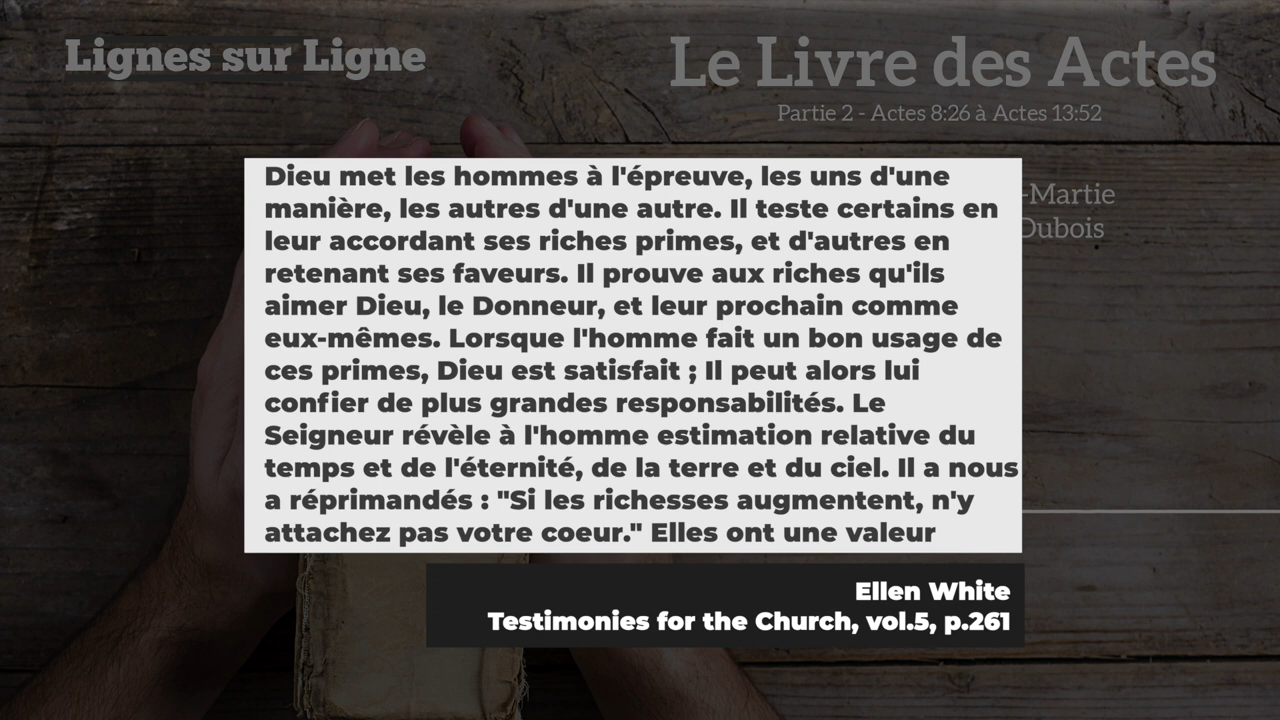 Lignes sur Ligne
Le Livre des Actes
Partie 2 - Actes 8:26 à Actes 13:52
-Martie
Dubois
Dieu met les hommes à l'épreuve, les uns d'une
manière, les autres d'une autre. Il teste certains en
leur accordant ses riches primes, et d'autres en
retenant ses faveurs. Il prouve aux riches qu'ils
aimer Dieu, le Donneur, et leur prochain comme
eux-mêmes. Lorsque l'homme fait un bon usage de
ces primes, Dieu est satisfait ; Il peut alors lui
confier de plus grandes responsabilités. Le
Seigneur révèle à l'homme estimation relative du
temps et de l'éternité, de la terre et du ciel. Il a nous
a réprimandés : "Si les richesses augmentent, n'y
attachez pas votre coeur." Elles ont une valeur
Ellen White
Testimonies for the Church, vol.5, p.261